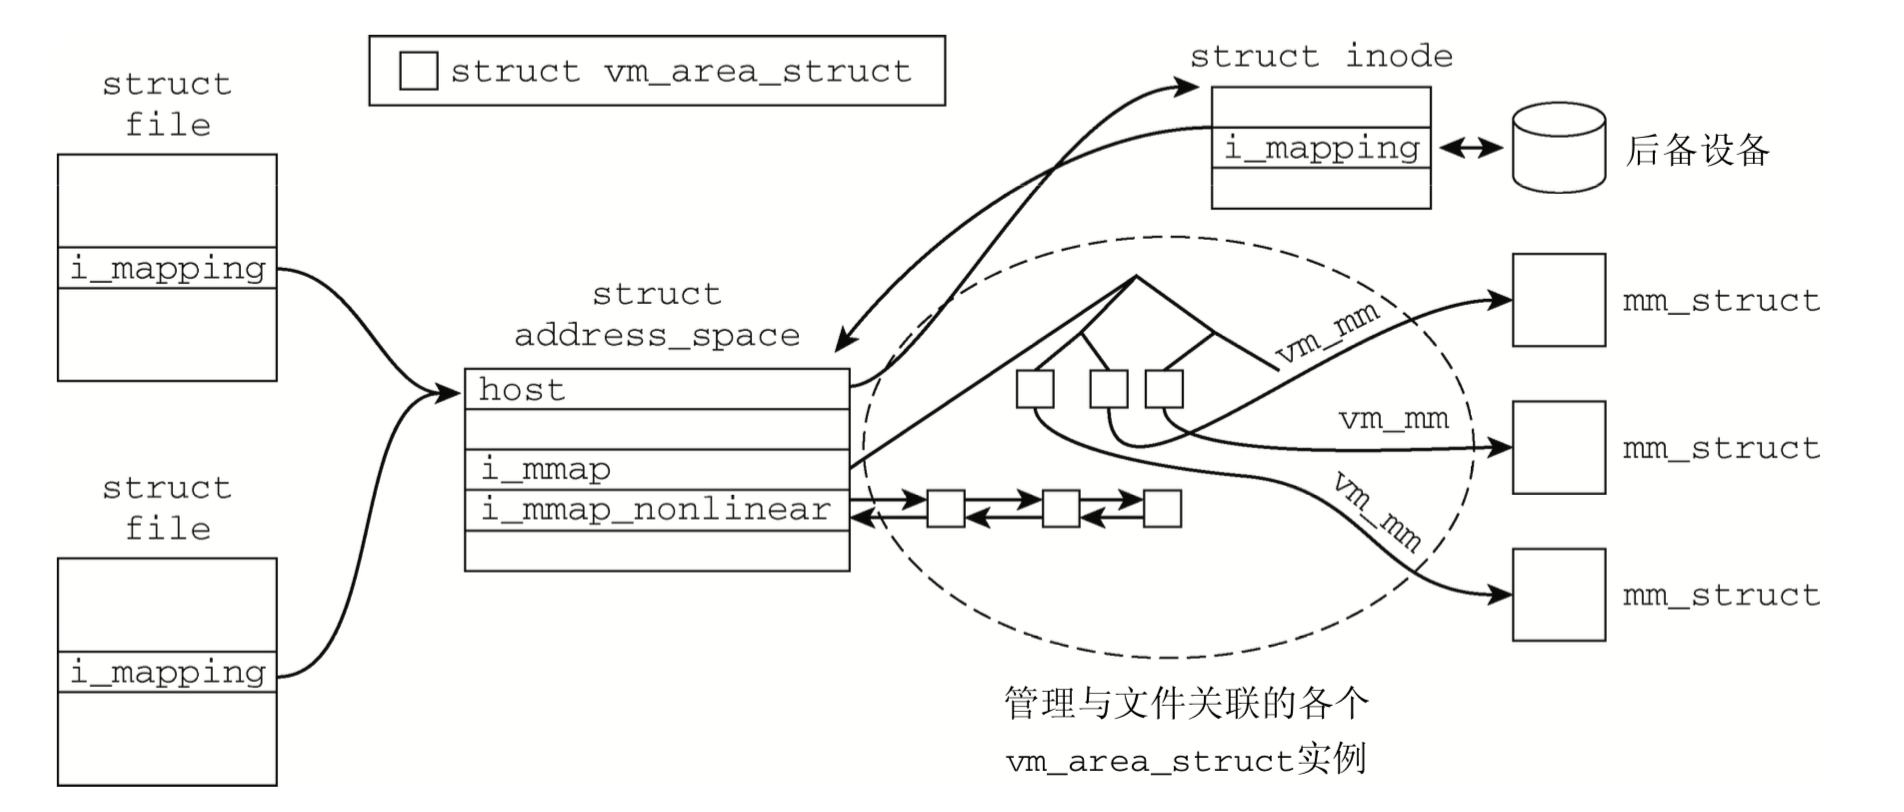 struct
file
i_mapping
struct
file
i_mapping
struct vm_area_struct
struct
address_space
host
i_mmap
i_mmap_nonlinear
struct inode
i_mapping
后备设备
vm_mm
mm_struct
vm_mm
mm_struct
vm_mm
mm_struct
管理与文件关联的各个
vm_area_struct实例